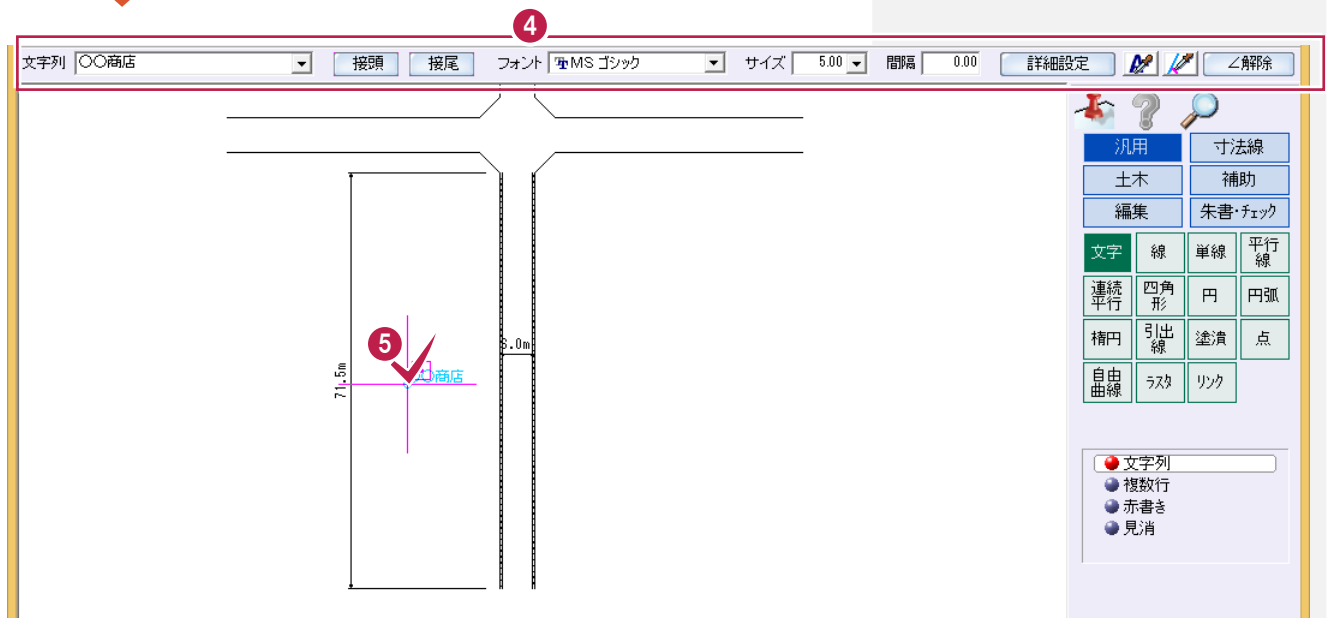 4
文字列 〇〇商店 接頭 接尾 フォント MS ゴシック サイズ 5.00 間隔 0.00 詳細設定 ∠解除
汎用 寸法線
土木 補助
編集 朱書・チェック
文字 線 単線 平行線
連続平行 四角形 円 円弧
楕円 引出線 塗潰 点
自由曲線 ラスタ リンク
文字列
複数行
赤書き
見消
5
.0m
〇商店
71.5m